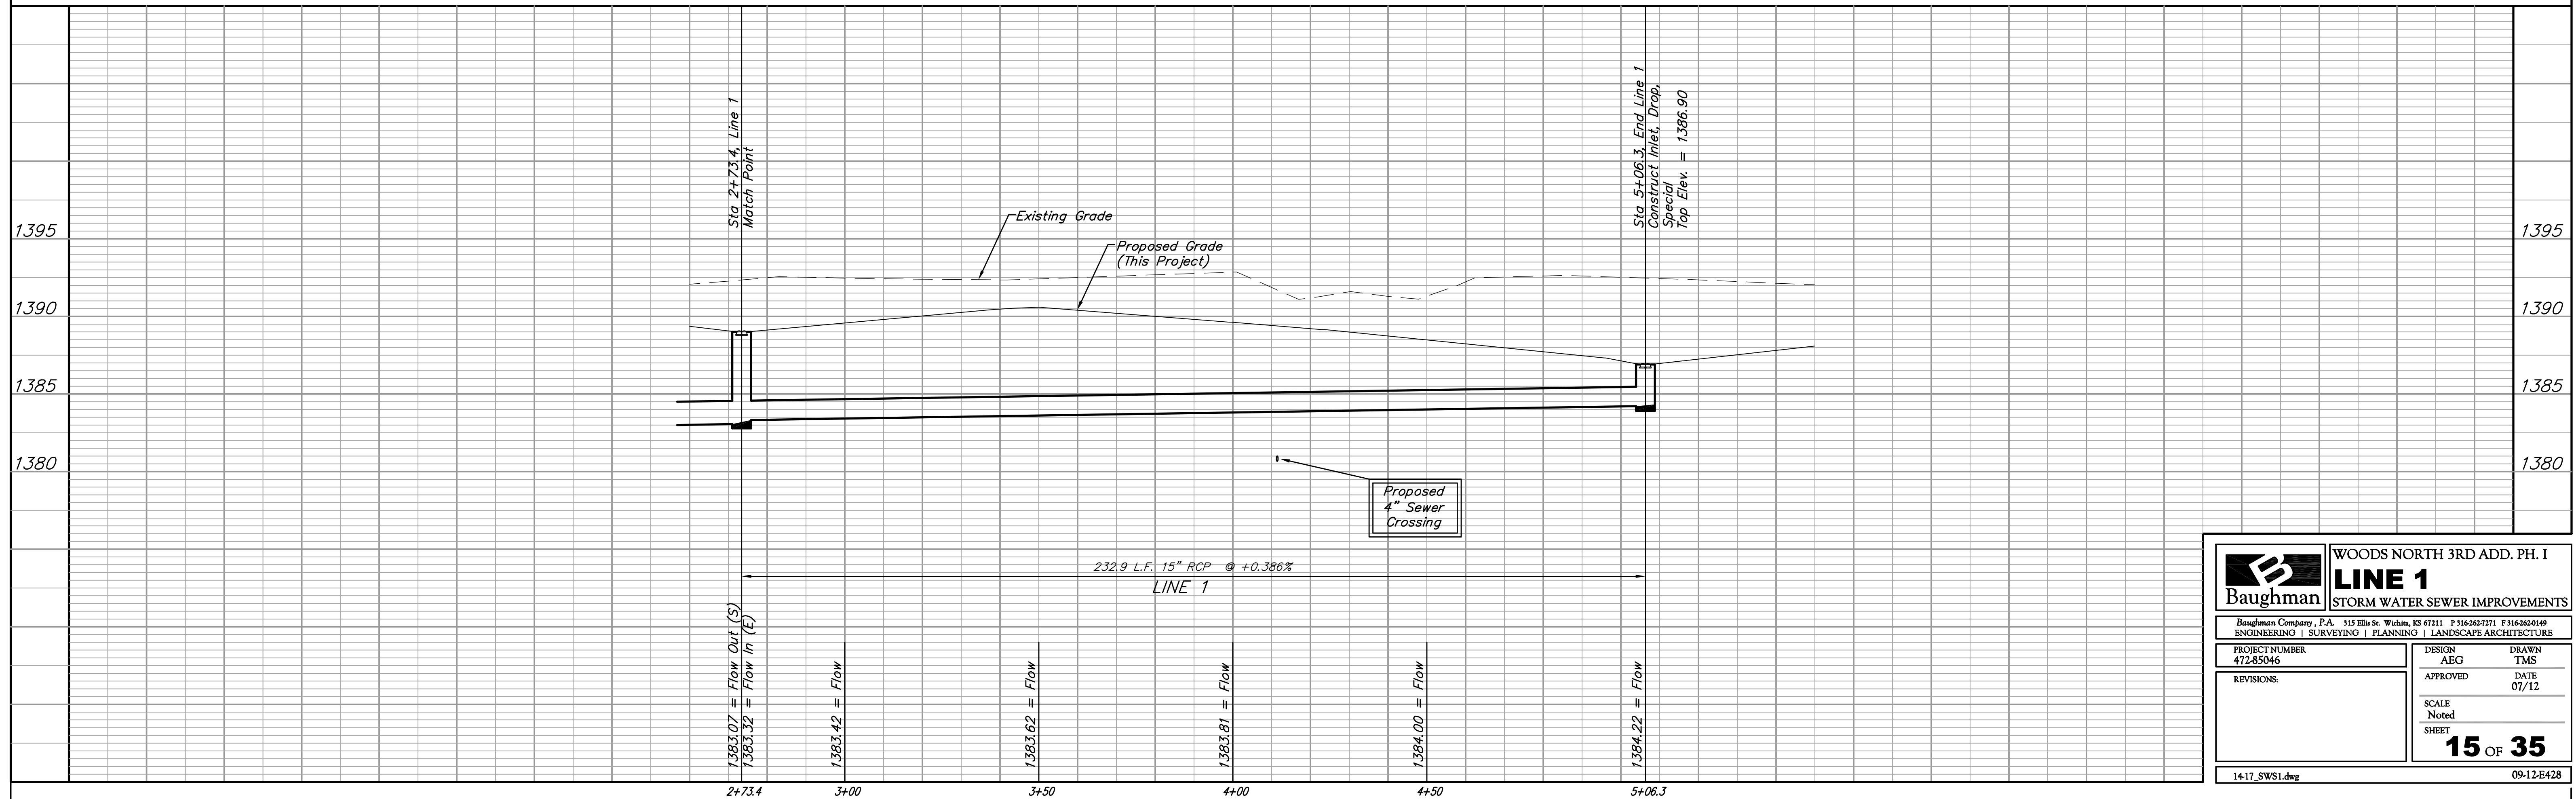 Sta 2+73.4, Line 1
Match Point
Sta 5+06.3, End Line 1
Construct Inlet, Drop,
Special
Top Elev. = 1386.90
1395
1390
1385
1380
Existing Grade
Proposed Grade
(This Project)
Proposed
4" Sewer
Crossing
1395
1390
1385
1380
232.9 L.F. 15" RCP @ +0.386%
LINE 1
1383.07 = Flow Out (S)
1383.32 = Flow In (E)
1383.42 = Flow
1383.62 = Flow
1383.81 = Flow
1384.00 = Flow
1384.22 = Flow
2+73.4
3+00
3+50
4+00
4+50
5+06.3
B
Baughman
WOODS NORTH 3RD ADD. PH. I
LINE 1
STORM WATER SEWER IMPROVEMENTS
Baughman Company, P.A. 315 Ellis St. Wichita, KS 67211 P 316-262-7271 F 316-262-0149
ENGINEERING | SURVEYING | PLANNING | LANDSCAPE ARCHITECTURE
PROJECT NUMBER
472-85046
REVISIONS:
DESIGN
AEG
DRAWN
TMS
APPROVED
DATE
07/12
SCALE
Noted
SHEET
15 OF 35
14-17_SWS1.dwg
09-12-E428